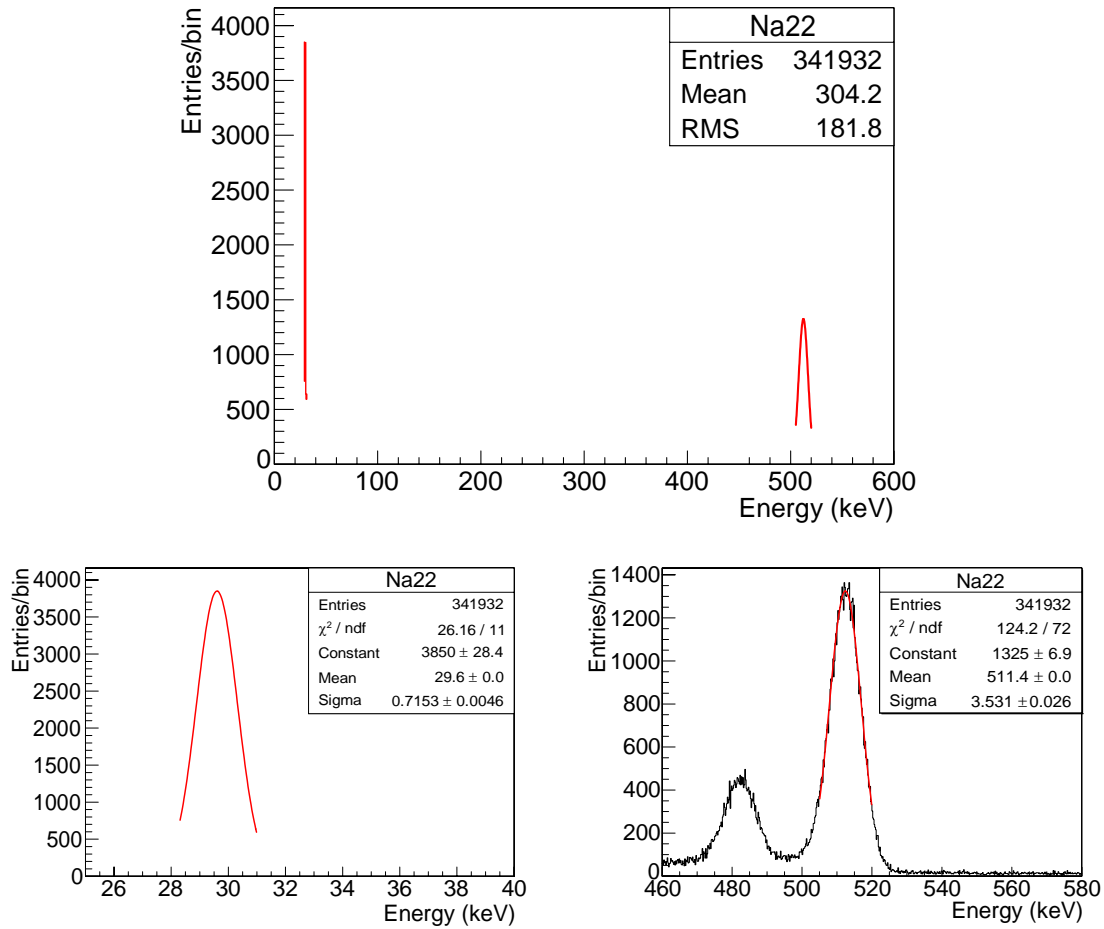 Na22
Entries 341932
Mean 304.2
RMS 181.8
Entries/bin
4000
3500
3000
2500
2000
1500
1000
500
0
0 100 200 300 400 500 600
Energy (keV)
Na22
Entries 341932
χ² / ndf 26.16 / 11
Constant 3850 ± 28.4
Mean 29.6 ± 0.0
Sigma 0.7153 ± 0.0046
Entries/bin
4000
3500
3000
2500
2000
1500
1000
500
0
26 28 30 32 34 36 38 40
Energy (keV)
Na22
Entries 341932
χ² / ndf 124.2 / 72
Constant 1325 ± 6.9
Mean 511.4 ± 0.0
Sigma 3.531 ± 0.026
Entries/bin
1400
1200
1000
800
600
400
200
0
460 480 500 520 540 560 580
Energy (keV)